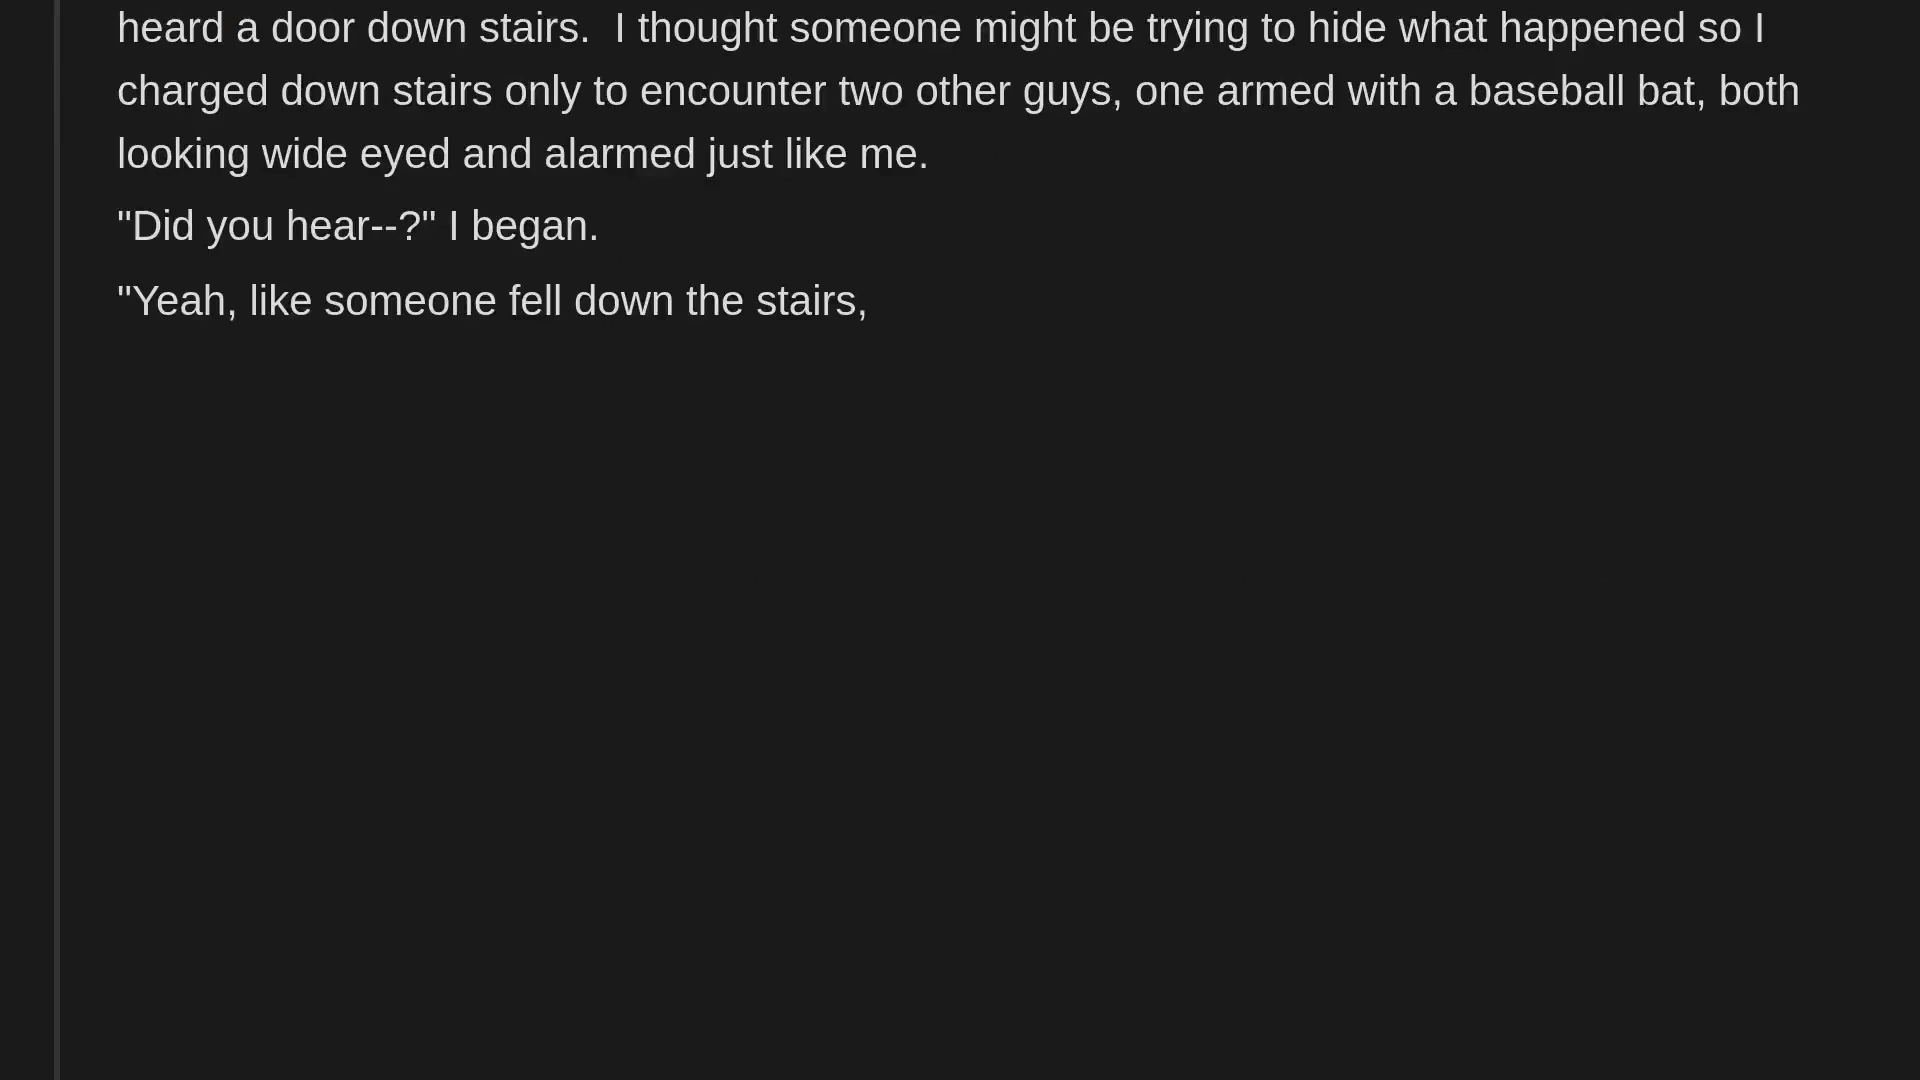 heard a door down stairs.  I thought someone might be trying to hide what happened so I
charged down stairs only to encounter two other guys, one armed with a baseball bat, both
looking wide eyed and alarmed just like me.
"Did you hear--?" I began.
"Yeah, like someone fell down the stairs,